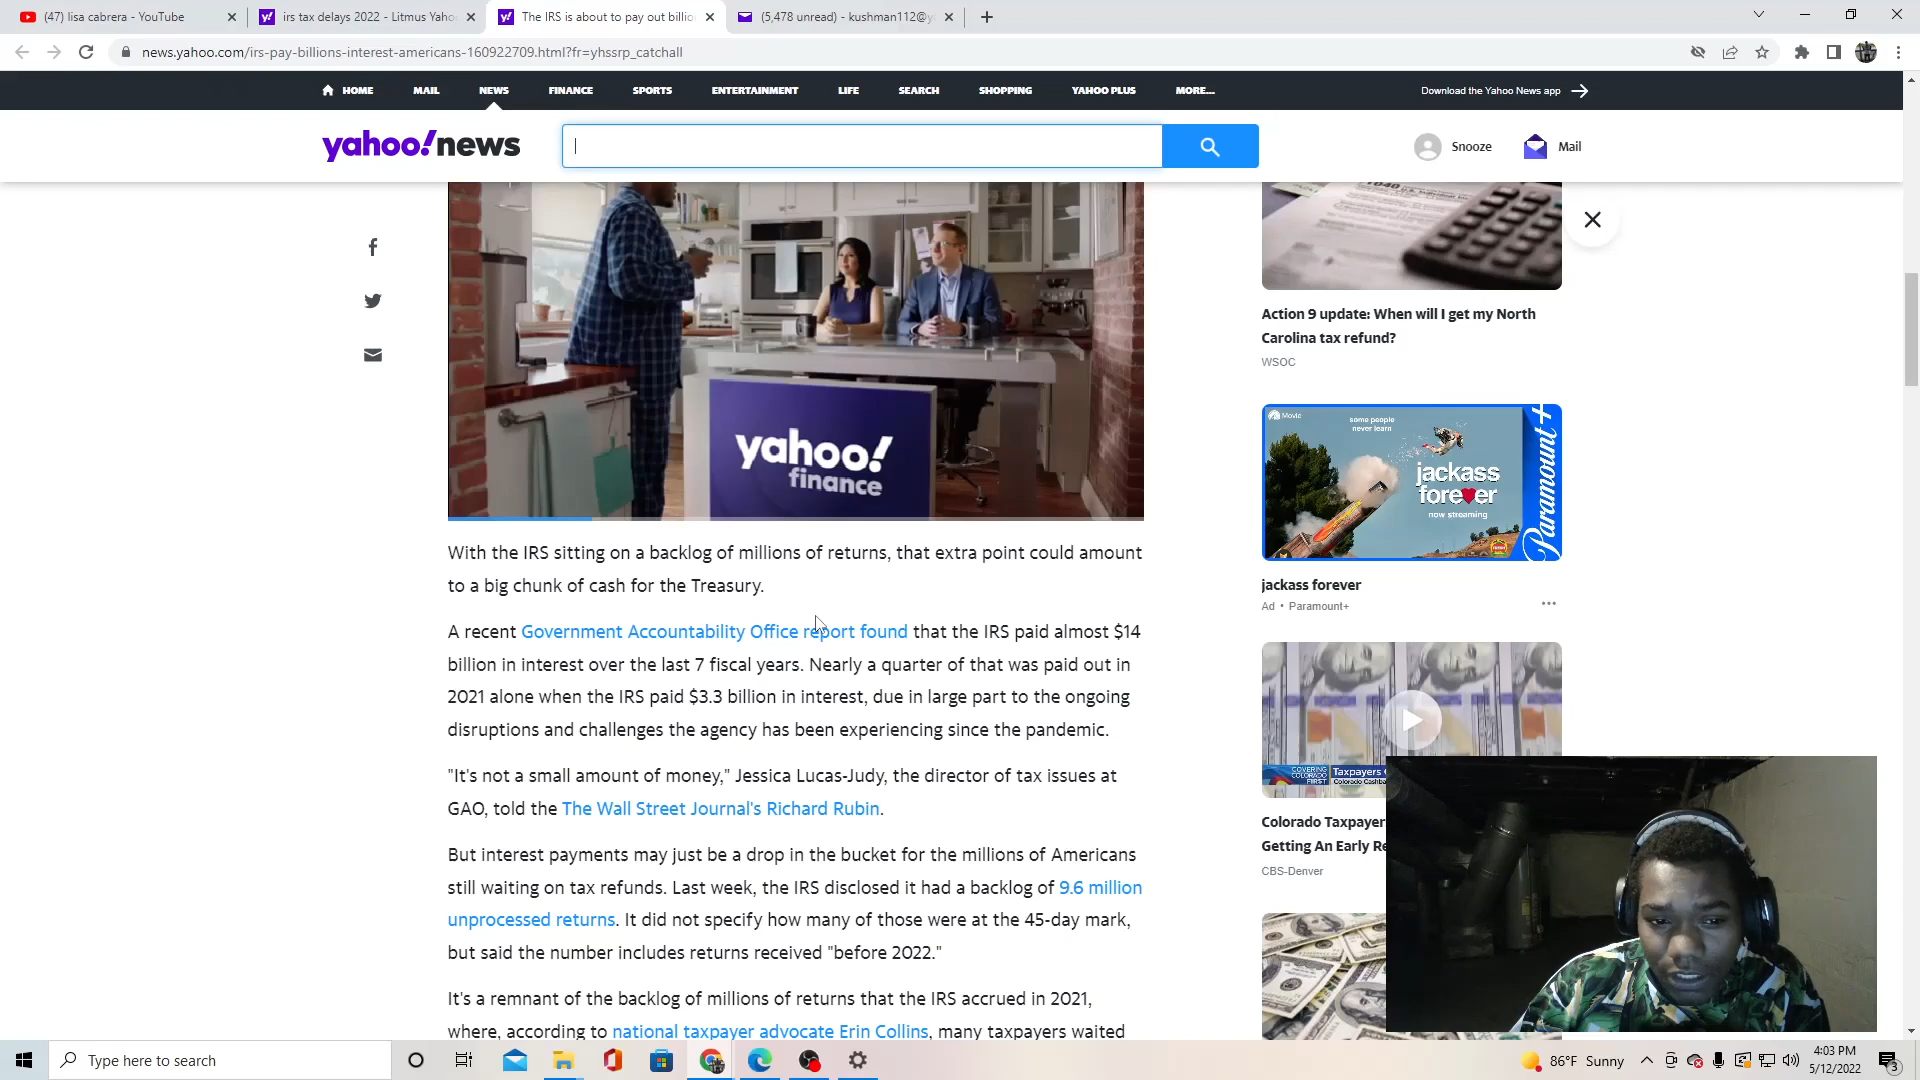 (47) lisa cabrera - YouTube
irs tax delays 2022 - Litmus Yaho
The IRS is about to pay out billio
(5,478 unread) - kushman112@y
news.yahoo.com/irs-pay-billions-interest-americans-160922709.html?fr=yhssrp_catchall
HOME MAIL NEWS FINANCE SPORTS ENTERTAINMENT LIFE SEARCH SHOPPING YAHOO PLUS MORE...
Download the Yahoo News app
yahoo!news
Snooze
Mail
yahoo!
finance
With the IRS sitting on a backlog of millions of returns, that extra point could amount
to a big chunk of cash for the Treasury.
A recent Government Accountability Office report found that the IRS paid almost $14
billion in interest over the last 7 fiscal years. Nearly a quarter of that was paid out in
2021 alone when the IRS paid $3.3 billion in interest, due in large part to the ongoing
disruptions and challenges the agency has been experiencing since the pandemic.
"It's not a small amount of money," Jessica Lucas-Judy, the director of tax issues at
GAO, told the The Wall Street Journal's Richard Rubin.
But interest payments may just be a drop in the bucket for the millions of Americans
still waiting on tax refunds. Last week, the IRS disclosed it had a backlog of 9.6 million
unprocessed returns. It did not specify how many of those were at the 45-day mark,
but said the number includes returns received "before 2022."
It's a remnant of the backlog of millions of returns that the IRS accrued in 2021,
where, according to national taxpayer advocate Erin Collins, many taxpayers waited
1040
Action 9 update: When will I get my North
Carolina tax refund?
WSOC
Movie
some people
never learn
jackass
forever
now streaming
Paramount+
jackass forever
Ad • Paramount+
COVERING
COLORADO
FIRST
Taxpayers
Colorado Cashba
Colorado Taxpayer
Getting An Early Re
CBS-Denver
Type here to search
86°F Sunny
4:03 PM
5/12/2022
3